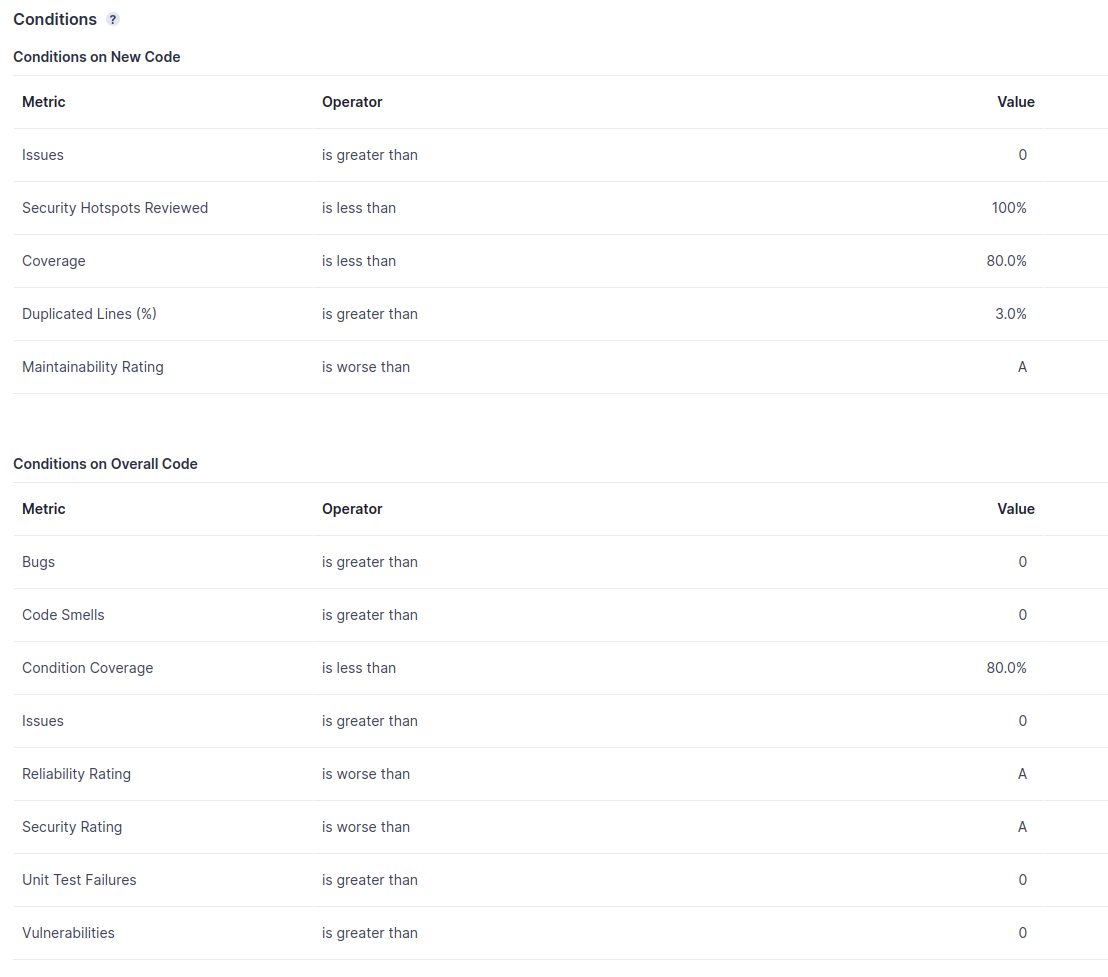 Conditions ?
Conditions on New Code
Metric Operator Value
Issues is greater than 0
Security Hotspots Reviewed is less than 100%
Coverage is less than 80.0%
Duplicated Lines (%) is greater than 3.0%
Maintainability Rating is worse than A
Conditions on Overall Code
Metric Operator Value
Bugs is greater than 0
Code Smells is greater than 0
Condition Coverage is less than 80.0%
Issues is greater than 0
Reliability Rating is worse than A
Security Rating is worse than A
Unit Test Failures is greater than 0
Vulnerabilities is greater than 0